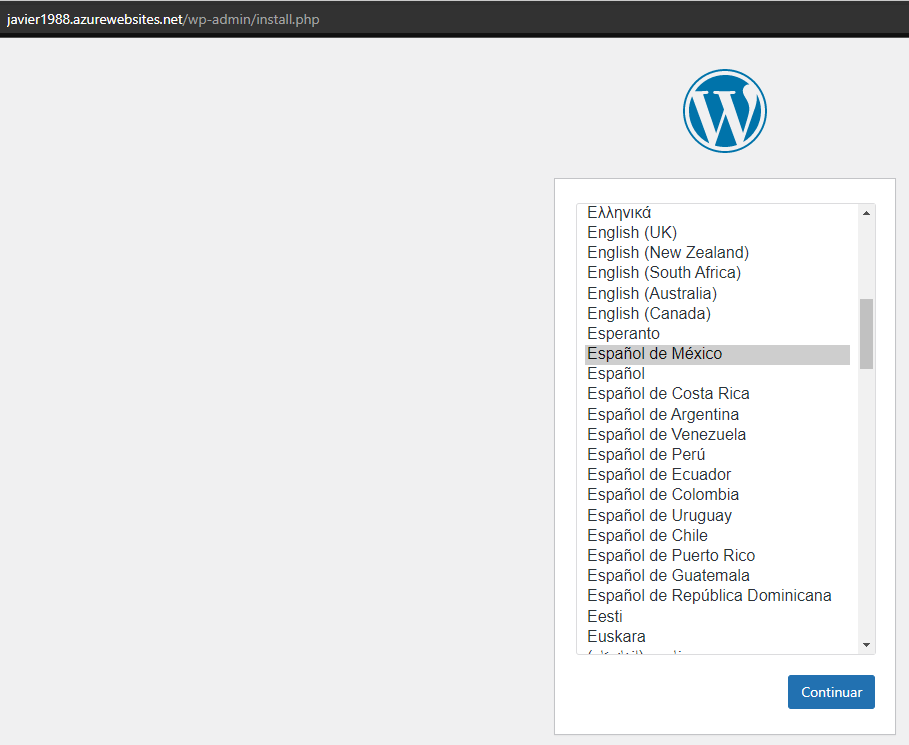 javier1988.azurewebsites.net/wp-admin/install.php
Ελληνικά
English (UK)
English (New Zealand)
English (South Africa)
English (Australia)
English (Canada)
Esperanto
Español de México
Español
Español de Costa Rica
Español de Argentina
Español de Venezuela
Español de Perú
Español de Ecuador
Español de Colombia
Español de Uruguay
Español de Chile
Español de Puerto Rico
Español de Guatemala
Español de República Dominicana
Eesti
Euskara
Continuar